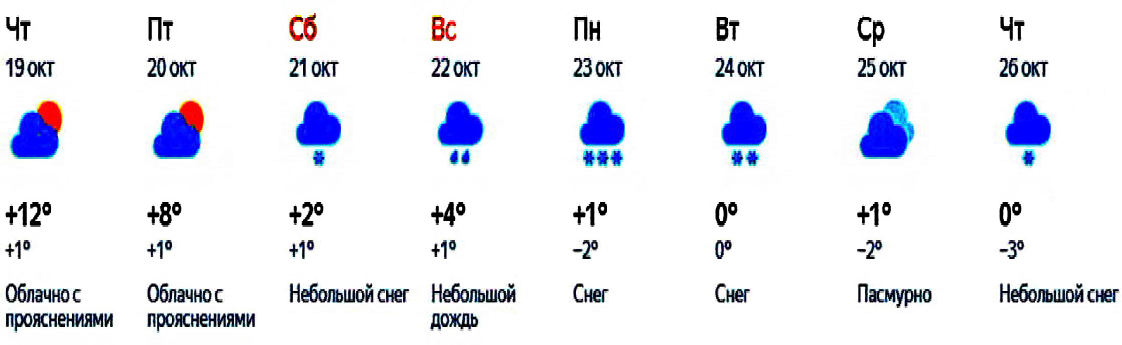 Чт Пт Сб Вс Пн Вт Ср Чт
19 окт 20 окт 21 окт 22 окт 23 окт 24 окт 25 окт 26 окт
+12° +8° +2° +4° +1° 0° +1° 0°
+1° +1° +1° +1° −2° 0° −2° −3°
Облачно с Облачно с Небольшой снег Небольшой Снег Снег Пасмурно Небольшой снег
прояснениями прояснениями дождь